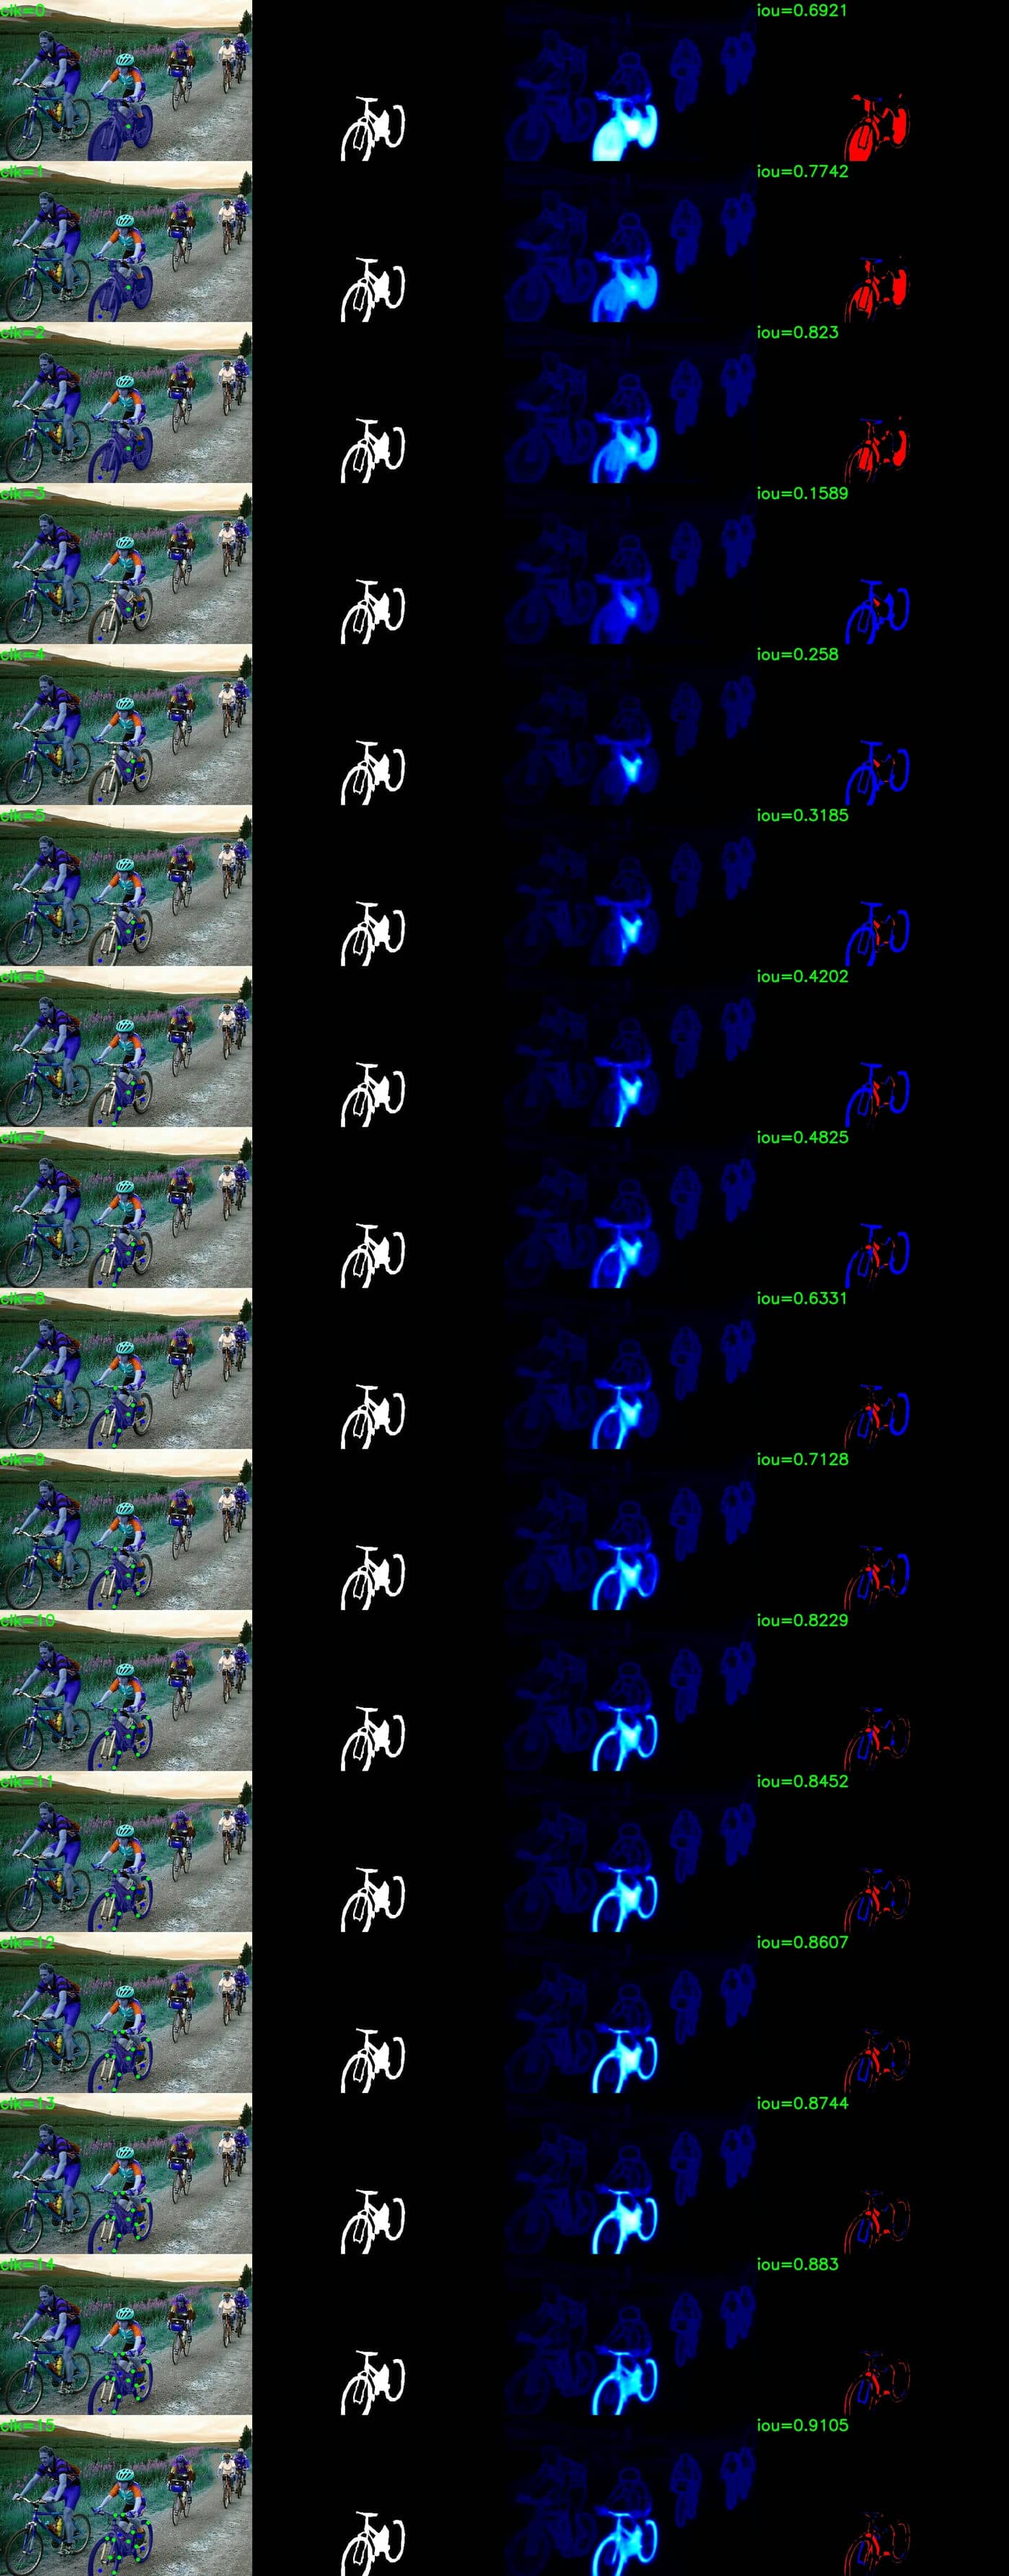 clk=0 iou=0.6921
clk=1 iou=0.7742
clk=2 iou=0.823
clk=3 iou=0.1589
clk=4 iou=0.258
clk=5 iou=0.3185
clk=6 iou=0.4202
clk=7 iou=0.4825
clk=8 iou=0.6331
clk=9 iou=0.7128
clk=10 iou=0.8229
clk=11 iou=0.8452
clk=12 iou=0.8607
clk=13 iou=0.8744
clk=14 iou=0.883
clk=15 iou=0.9105